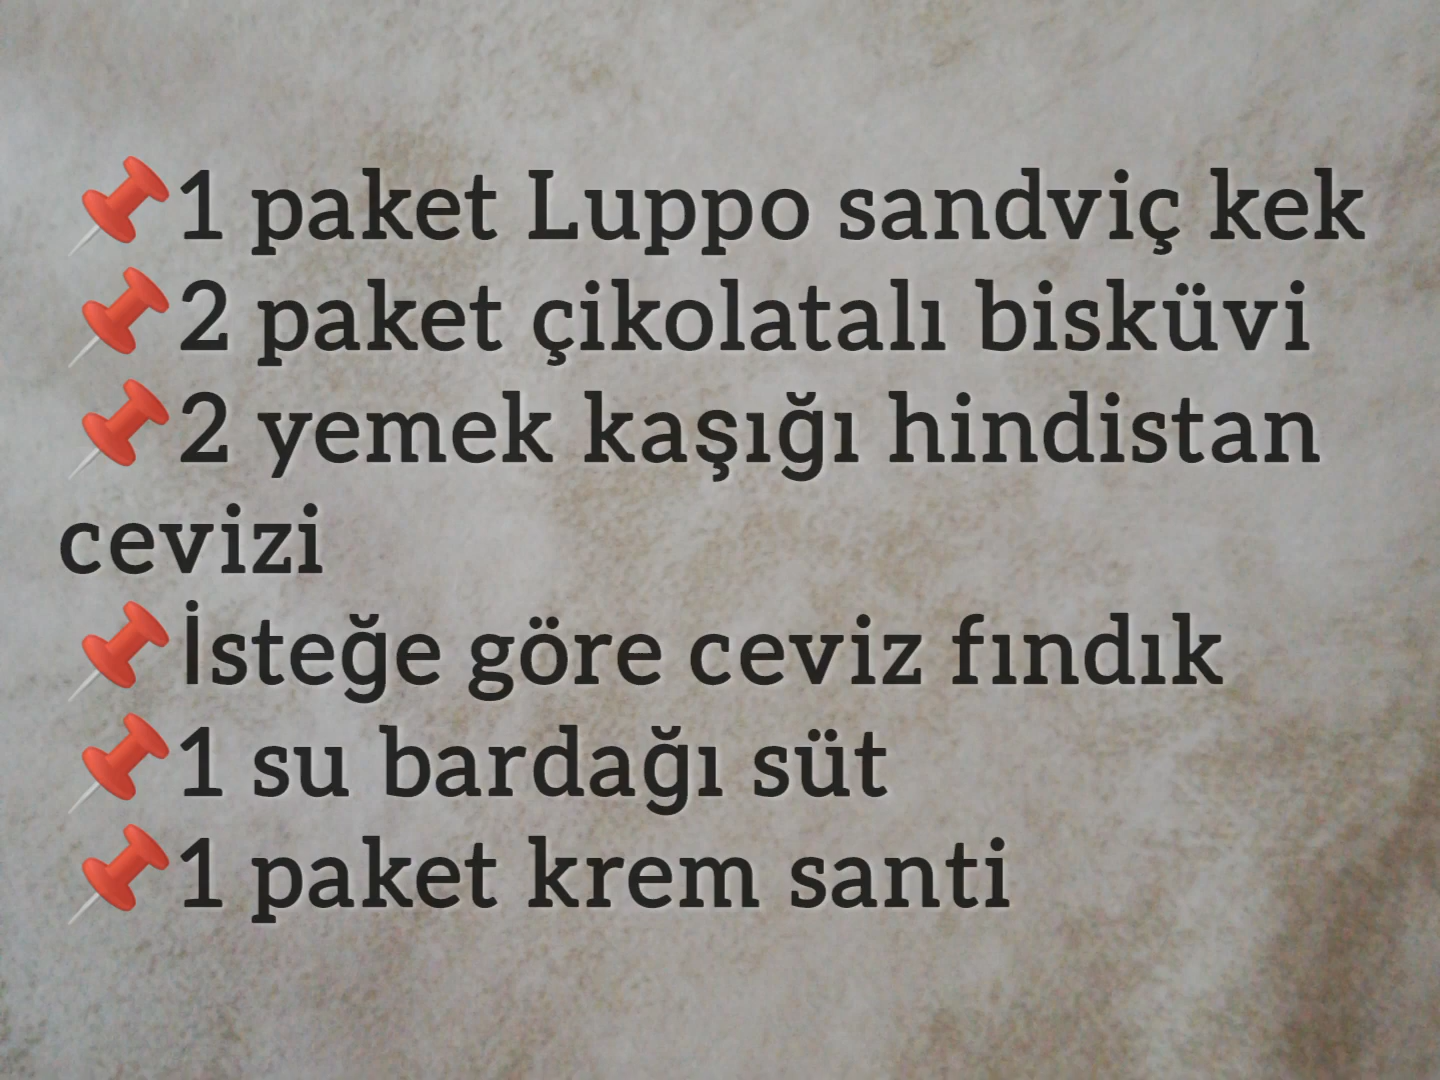 📌1 paket Luppo sandviç kek
📌2 paket çikolatalı bisküvi
📌2 yemek kaşığı hindistan
cevizi
📌İsteğe göre ceviz fındık
📌1 su bardağı süt
📌1 paket krem santi